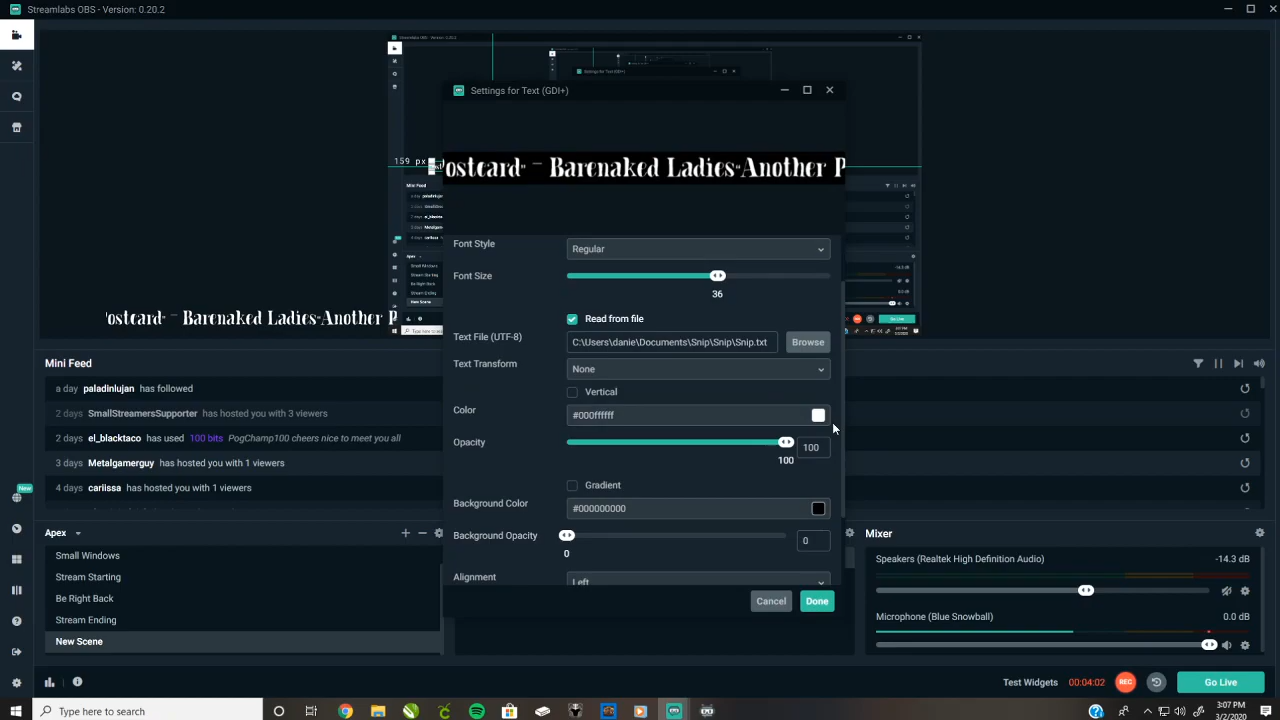 Streamlabs OBS - Version: 0.20.2
Settings for Text (GDI+)
ostcard" - Barenaked Ladies"Another P
159 px
'ostcard" - Barenaked Ladies"Another P
Font Style
Regular
Font Size
36
Read from file
Text File (UTF-8)
C:\Users\danie\Documents\Snip\Snip\Snip.txt
Browse
Text Transform
None
Vertical
Color
#000ffffff
Opacity
100
100
Gradient
Background Color
#000000000
Background Opacity
0
0
Alignment
Left
Cancel
Done
Mini Feed
a day paladinlujan has followed
2 days SmallStreamersSupporter has hosted you with 3 viewers
2 days el_blacktaco has used 100 bits PogChamp100 cheers nice to meet you all
3 days Metalgamerguy has hosted you with 1 viewers
4 days cariissa has hosted you with 1 viewers
New
Apex
Small Windows
Stream Starting
Be Right Back
Stream Ending
New Scene
Mixer
Speakers (Realtek High Definition Audio)
-14.3 dB
Microphone (Blue Snowball)
0.0 dB
Test Widgets
00:04:02
REC
Go Live
Type here to search
3:07 PM
3/2/2020